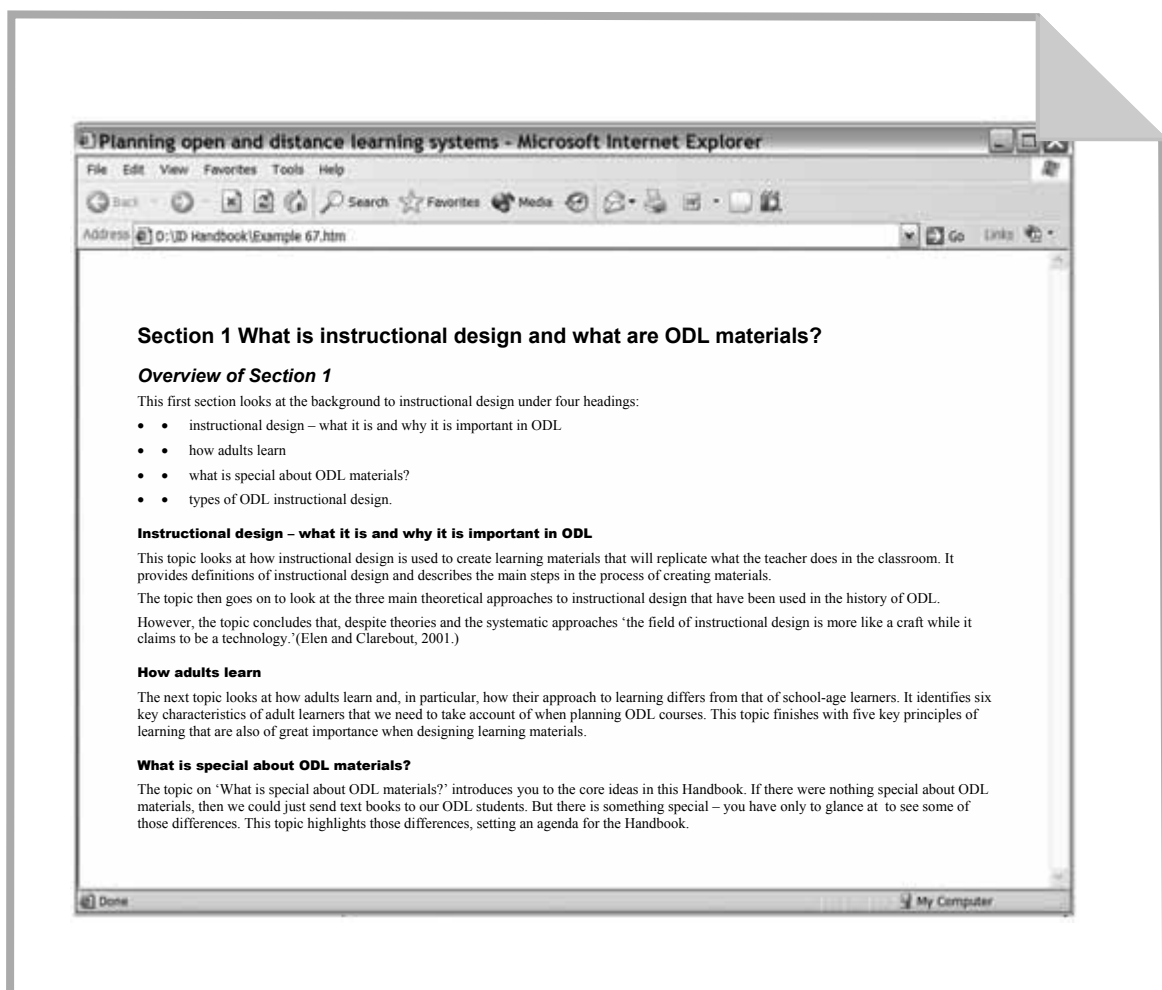 Planning open and distance learning systems - Microsoft Internet Explorer
File Edit View Favorites Tools Help
Back Search Favorites Media
Address D:\ID Handbook\Example 67.htm Go Links
Section 1 What is instructional design and what are ODL materials?
Overview of Section 1
This first section looks at the background to instructional design under four headings:
• • instructional design – what it is and why it is important in ODL
• • how adults learn
• • what is special about ODL materials?
• • types of ODL instructional design.
Instructional design – what it is and why it is important in ODL
This topic looks at how instructional design is used to create learning materials that will replicate what the teacher does in the classroom. It
provides definitions of instructional design and describes the main steps in the process of creating materials.
The topic then goes on to look at the three main theoretical approaches to instructional design that have been used in the history of ODL.
However, the topic concludes that, despite theories and the systematic approaches ‘the field of instructional design is more like a craft while it
claims to be a technology.’(Elen and Clarebout, 2001.)
How adults learn
The next topic looks at how adults learn and, in particular, how their approach to learning differs from that of school-age learners. It identifies six
key characteristics of adult learners that we need to take account of when planning ODL courses. This topic finishes with five key principles of
learning that are also of great importance when designing learning materials.
What is special about ODL materials?
The topic on ‘What is special about ODL materials?’ introduces you to the core ideas in this Handbook. If there were nothing special about ODL
materials, then we could just send text books to our ODL students. But there is something special – you have only to glance at  to see some of
those differences. This topic highlights those differences, setting an agenda for the Handbook.
Done My Computer